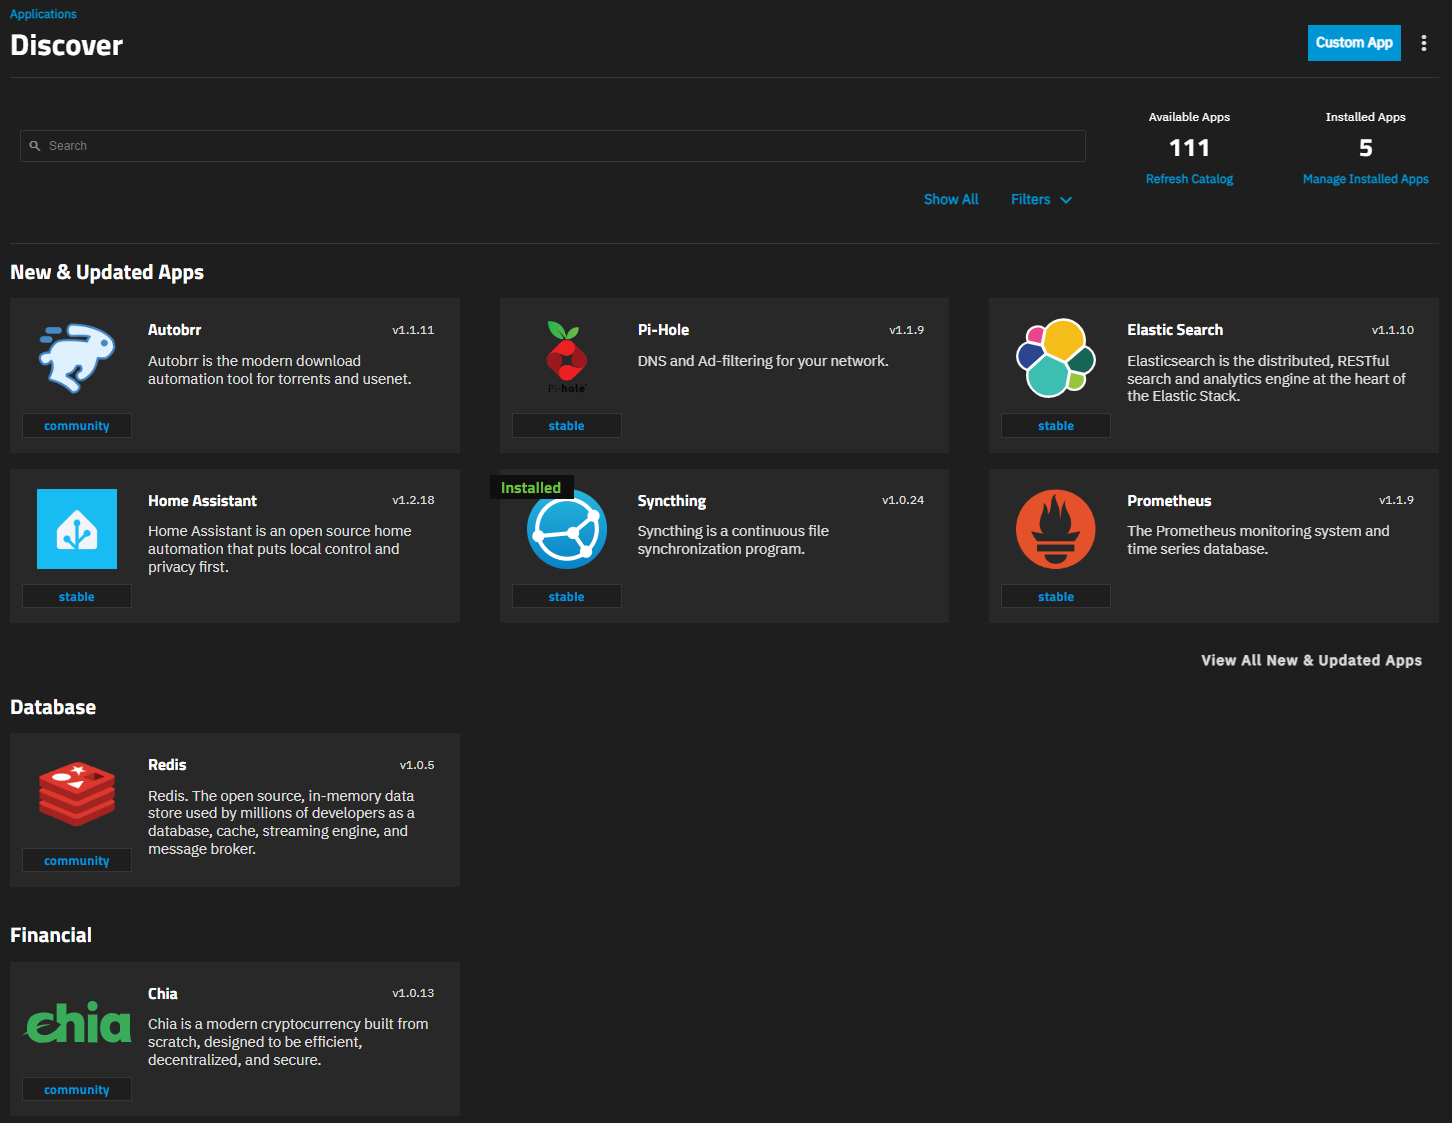 Applications
Discover
Custom App
Search
Available Apps
111
Refresh Catalog
Installed Apps
5
Manage Installed Apps
Show All
Filters
New & Updated Apps
Autobrr
v1.1.11
Autobrr is the modern download
automation tool for torrents and usenet.
community
Pi-Hole
v1.1.9
DNS and Ad-filtering for your network.
Pi-hole
stable
Elastic Search
v1.1.10
Elasticsearch is the distributed, RESTful
search and analytics engine at the heart of
the Elastic Stack.
stable
Home Assistant
v1.2.18
Home Assistant is an open source home
automation that puts local control and
privacy first.
stable
Installed
Syncthing
v1.0.24
Syncthing is a continuous file
synchronization program.
stable
Prometheus
v1.1.9
The Prometheus monitoring system and
time series database.
stable
View All New & Updated Apps
Database
Redis
v1.0.5
Redis. The open source, in-memory data
store used by millions of developers as a
database, cache, streaming engine, and
message broker.
community
Financial
Chia
v1.0.13
chia
Chia is a modern cryptocurrency built from
scratch, designed to be efficient,
decentralized, and secure.
community